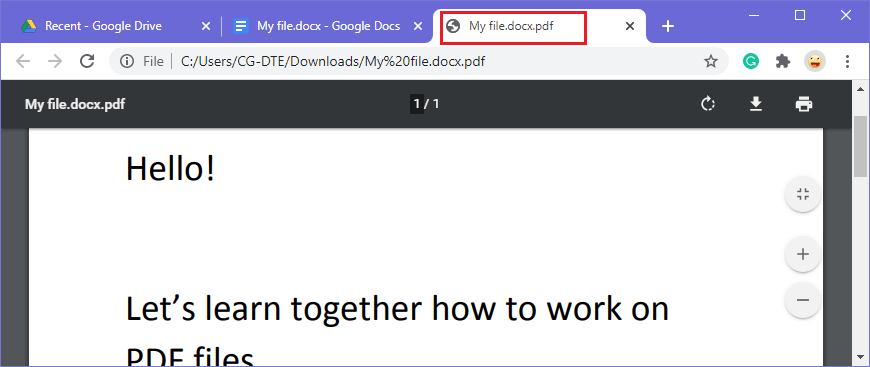 Recent - Google Drive
My file.docx - Google Docs
My file.docx.pdf
File
C:/Users/CG-DTE/Downloads/My%20file.docx.pdf
My file.docx.pdf
1 / 1
Hello!
Let’s learn together how to work on
PDF files